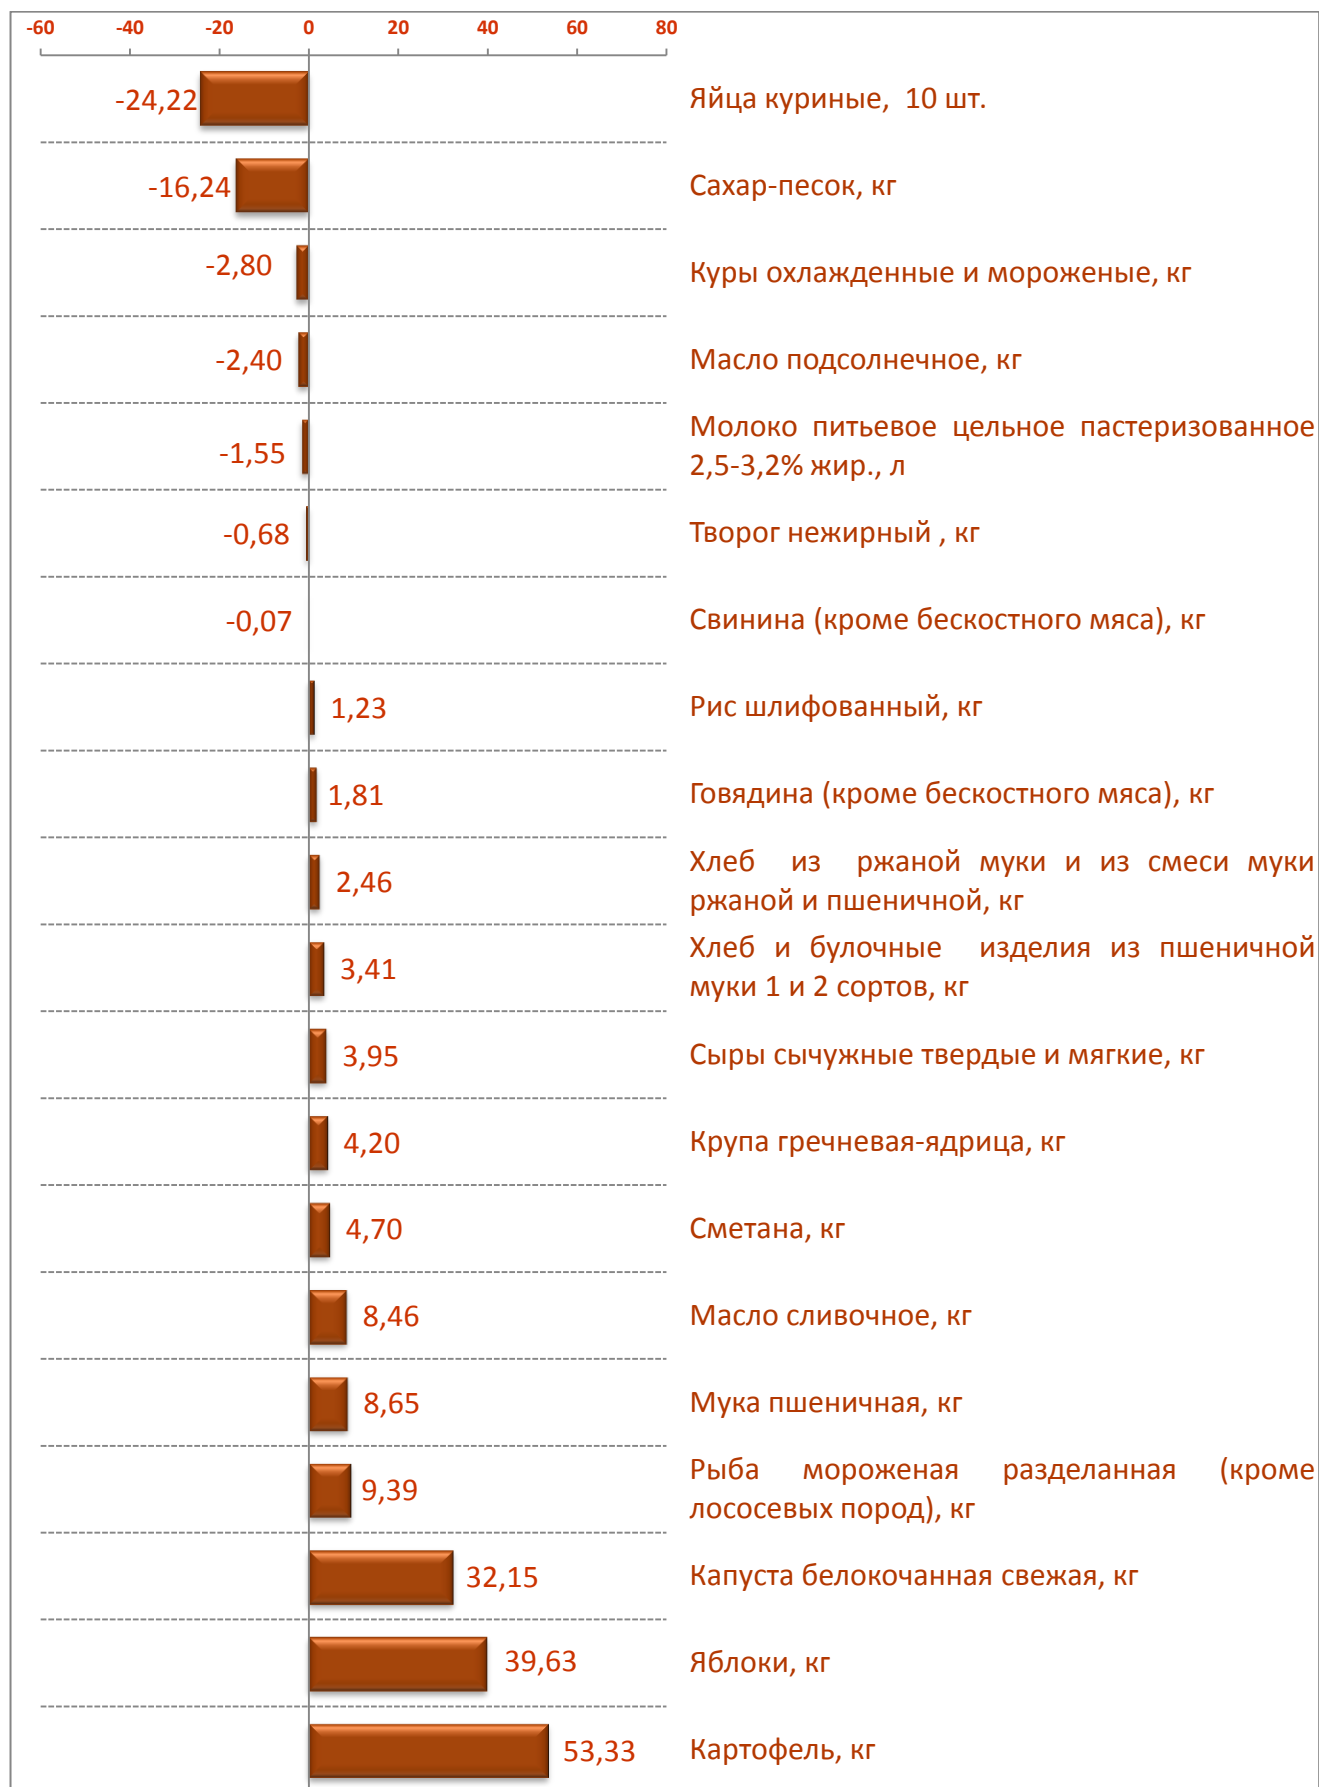 -60 -40 -20 0 20 40 60 80
-24,22 Яйца куриные, 10 шт.
-16,24 Сахар-песок, кг
-2,80 Куры охлажденные и мороженые, кг
-2,40 Масло подсолнечное, кг
-1,55 Молоко питьевое цельное пастеризованное
2,5-3,2% жир., л
-0,68 Творог нежирный , кг
-0,07 Свинина (кроме бескостного мяса), кг
1,23 Рис шлифованный, кг
1,81 Говядина (кроме бескостного мяса), кг
2,46 Хлеб из ржаной муки и из смеси муки
ржаной и пшеничной, кг
3,41 Хлеб и булочные изделия из пшеничной
муки 1 и 2 сортов, кг
3,95 Сыры сычужные твердые и мягкие, кг
4,20 Крупа гречневая-ядрица, кг
4,70 Сметана, кг
8,46 Масло сливочное, кг
8,65 Мука пшеничная, кг
9,39 Рыба мороженая разделанная (кроме
лососевых пород), кг
32,15 Капуста белокочанная свежая, кг
39,63 Яблоки, кг
53,33 Картофель, кг